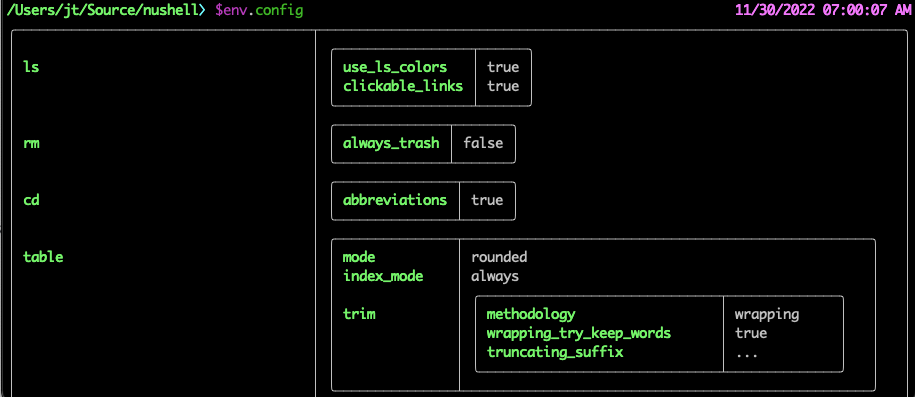 /Users/jt/Source/nushell> $env.config 11/30/2022 07:00:07 AM
ls use_ls_colors true
clickable_links true
rm always_trash false
cd abbreviations true
table mode rounded
index_mode always
trim methodology wrapping
wrapping_try_keep_words true
truncating_suffix ...